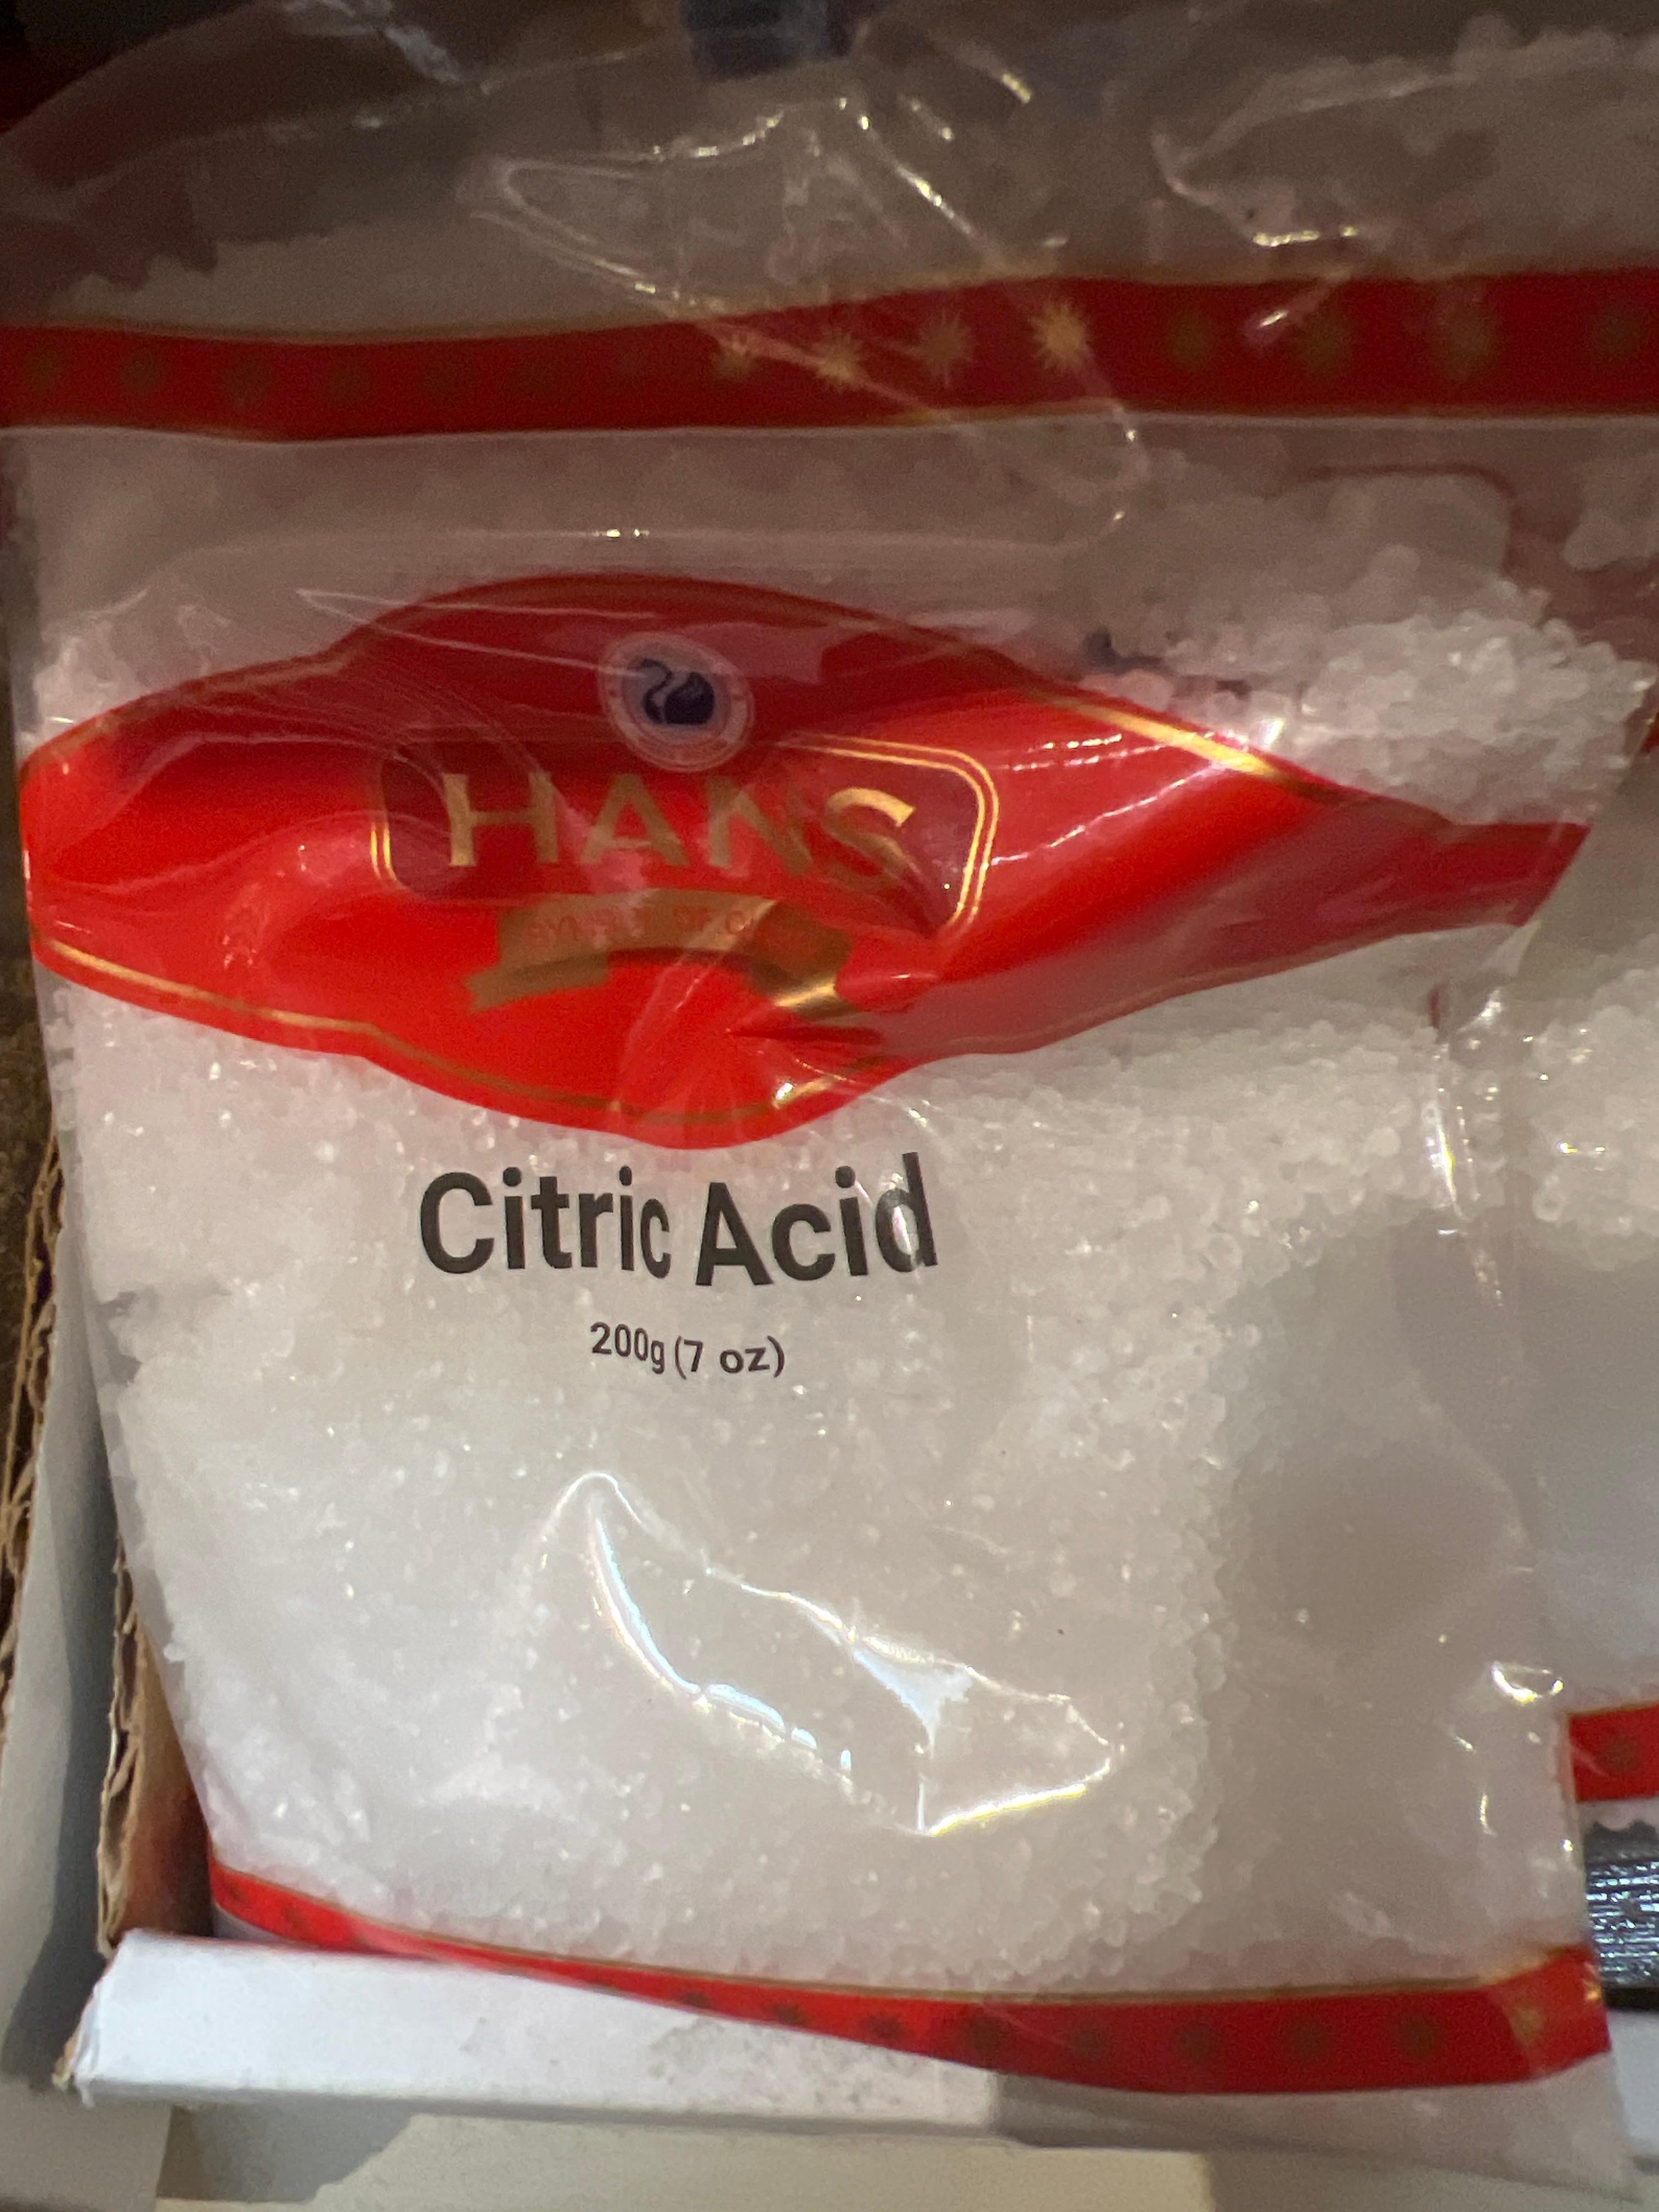 HANS
Citric Acid
200g (7 oz)